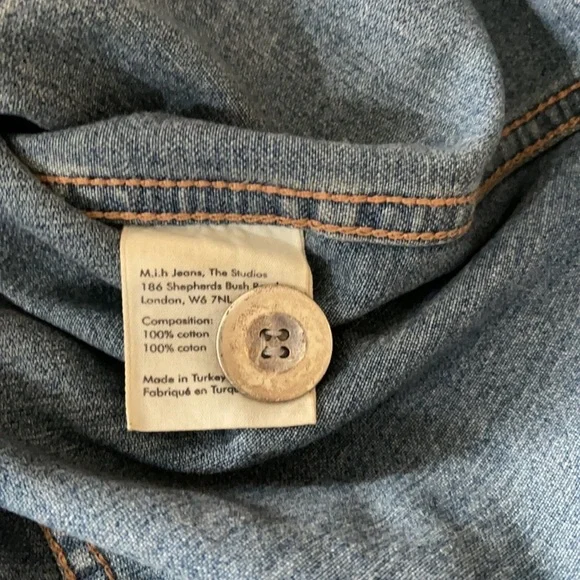 M.i.h Jeans, The Studios
186 Shepherds Bush
London, W6 7NL
Composition:
100% cotton
100% coton
Made in Turkey
Fabriqué en